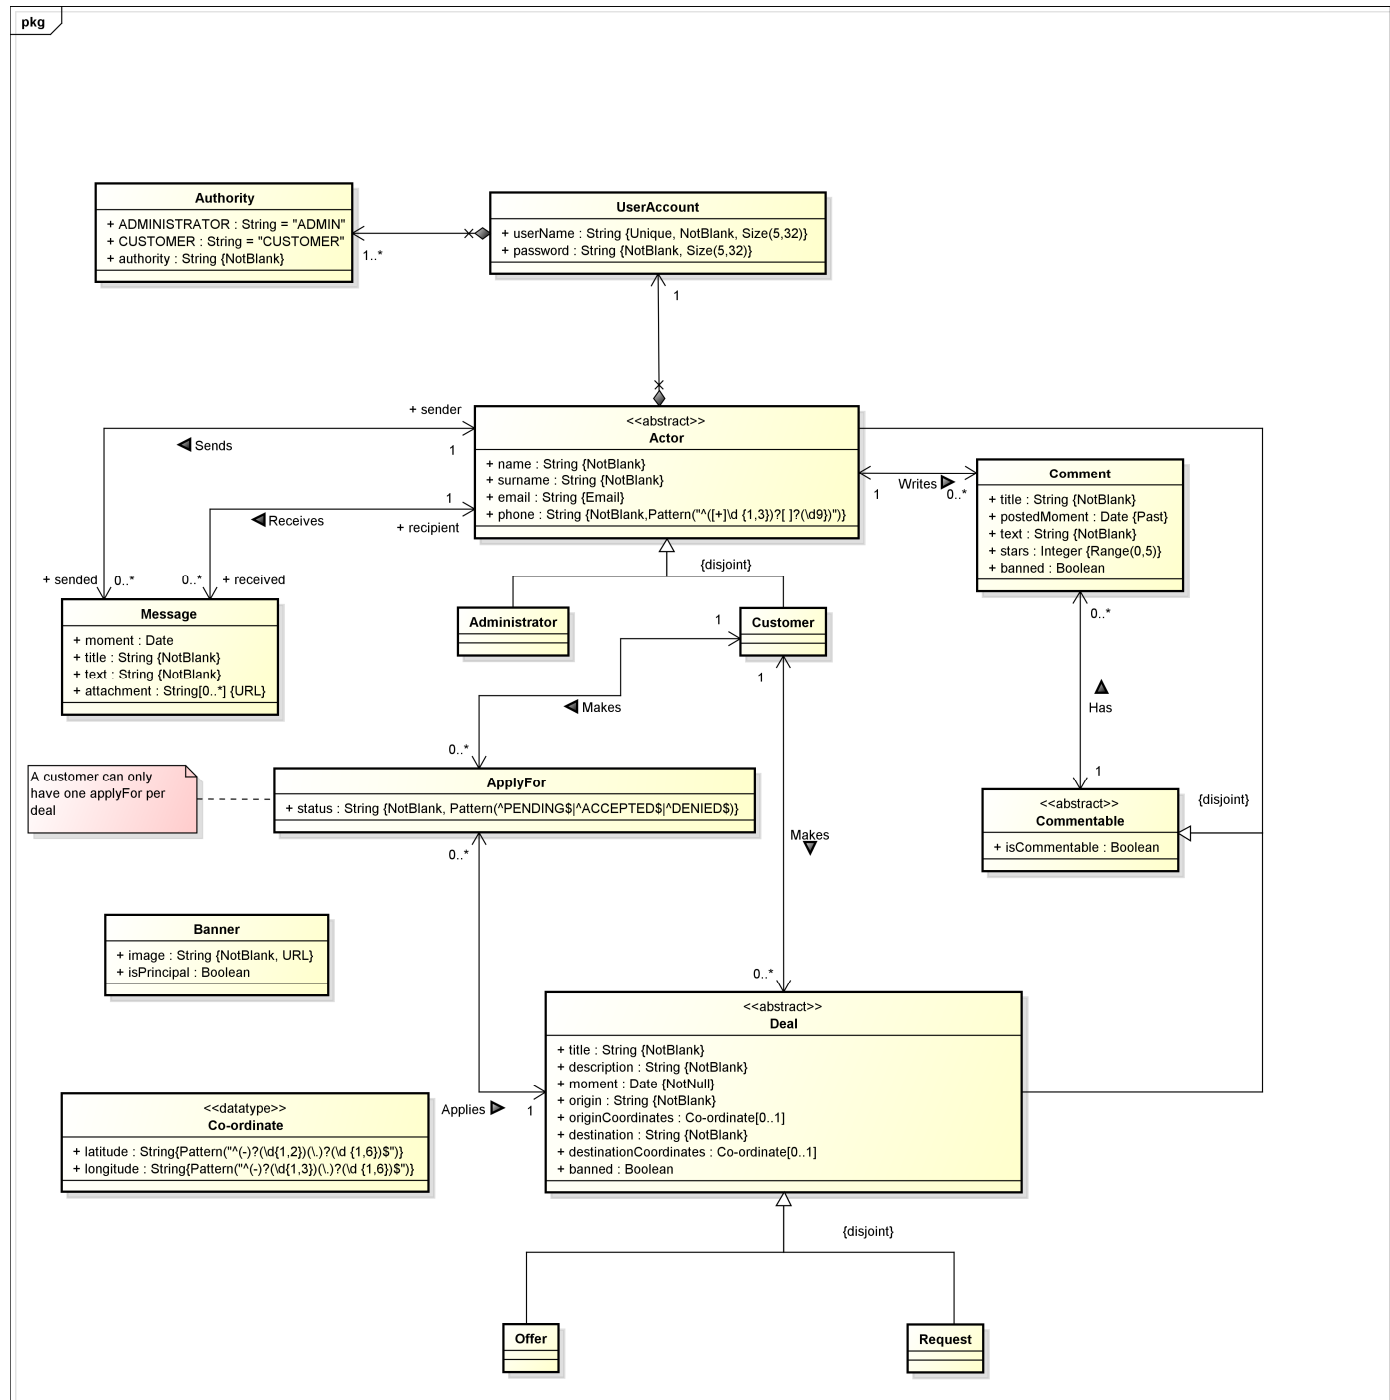 pkg
Authority
+ ADMINISTRATOR : String = "ADMIN"
+ CUSTOMER : String = "CUSTOMER"
+ authority : String {NotBlank}
1..*
UserAccount
+ userName : String {Unique, NotBlank, Size(5,32)}
+ password : String {NotBlank, Size(5,32)}
1
+ sender
1
Sends
1
Receives
+ recipient
<<abstract>>
Actor
+ name : String {NotBlank}
+ surname : String {NotBlank}
+ email : String {Email}
+ phone : String {NotBlank,Pattern("^([+]\d {1,3})?[ ]?(\d9})")}
Writes
1
0..*
Comment
+ title : String {NotBlank}
+ postedMoment : Date {Past}
+ text : String {NotBlank}
+ stars : Integer {Range(0,5)}
+ banned : Boolean
{disjoint}
+ sended
0..*
0..*
+ received
Message
+ moment : Date
+ title : String {NotBlank}
+ text : String {NotBlank}
+ attachment : String[0..*] {URL}
Administrator
1
Customer
1
0..*
Makes
Has
0..*
1
A customer can only
have one applyFor per
deal
ApplyFor
+ status : String {NotBlank, Pattern(^PENDING$|^ACCEPTED$|^DENIED$)}
0..*
Makes
<<abstract>>
Commentable
+ isCommentable : Boolean
{disjoint}
Banner
+ image : String {NotBlank, URL}
+ isPrincipal : Boolean
0..*
<<abstract>>
Deal
+ title : String {NotBlank}
+ description : String {NotBlank}
+ moment : Date {NotNull}
+ origin : String {NotBlank}
+ originCoordinates : Co-ordinate[0..1]
+ destination : String {NotBlank}
+ destinationCoordinates : Co-ordinate[0..1]
+ banned : Boolean
Applies
1
<<datatype>>
Co-ordinate
+ latitude : String{Pattern("^(-)?(\d{1,2})(\.)?(\d {1,6})$")}
+ longitude : String{Pattern("^(-)?(\d{1,3})(\.)?(\d {1,6})$")}
{disjoint}
Offer
Request